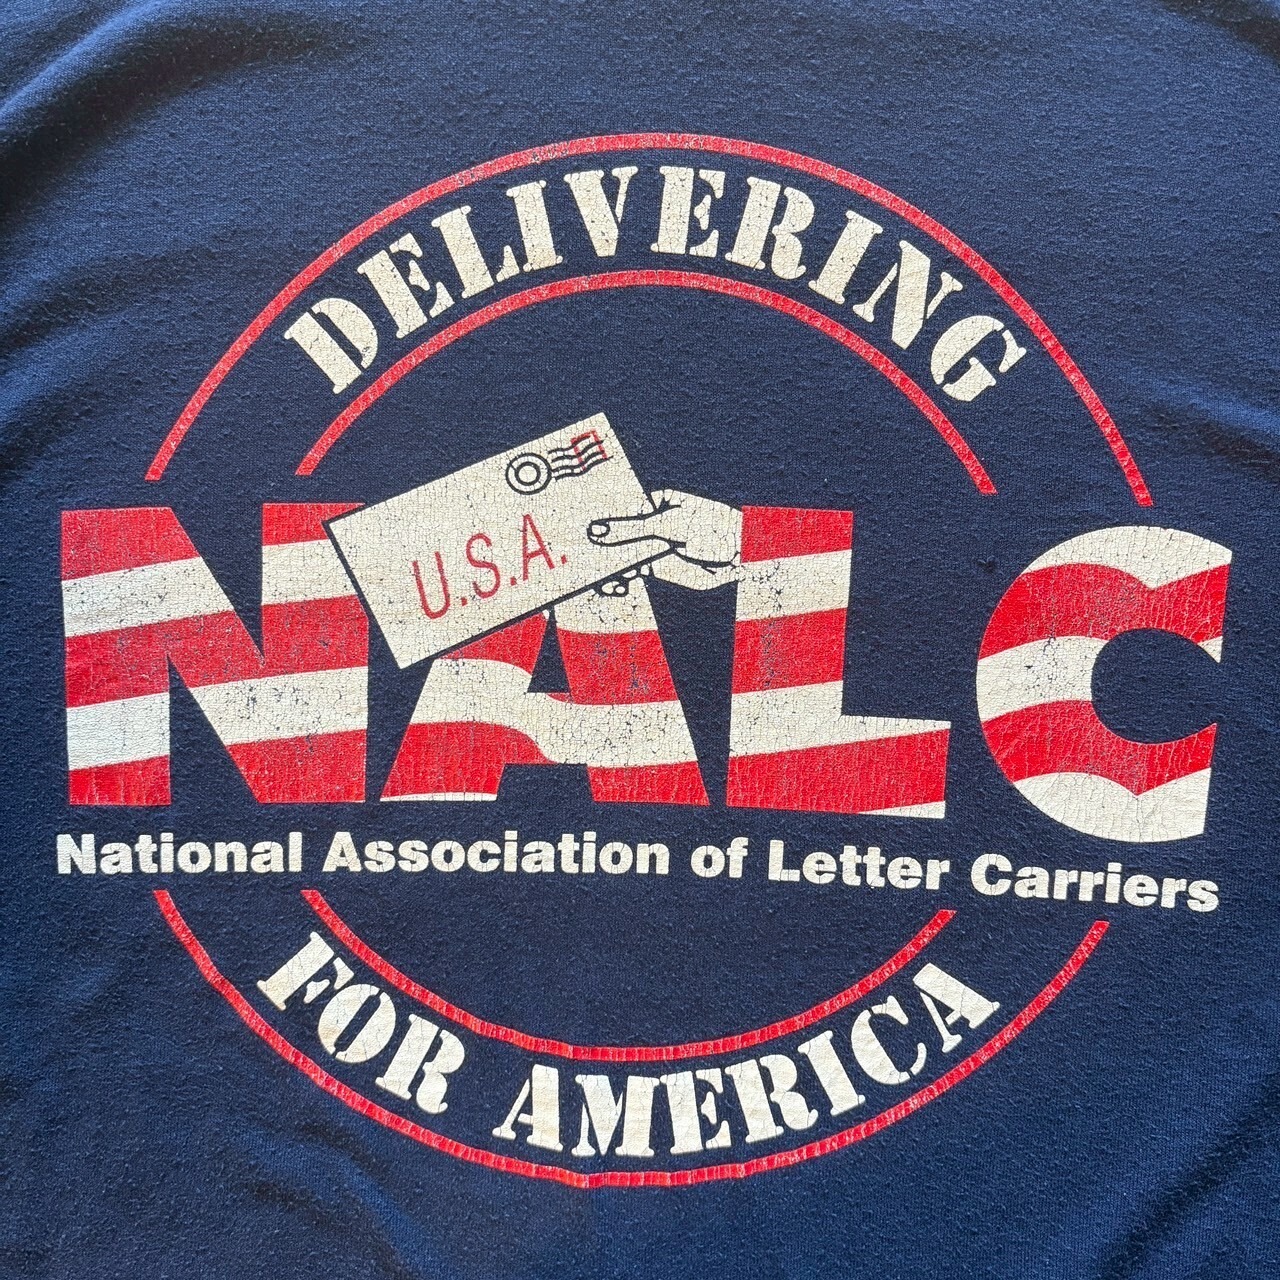 DELIVERING
U.S.A.
NALC
National Association of Letter Carriers
FOR AMERICA